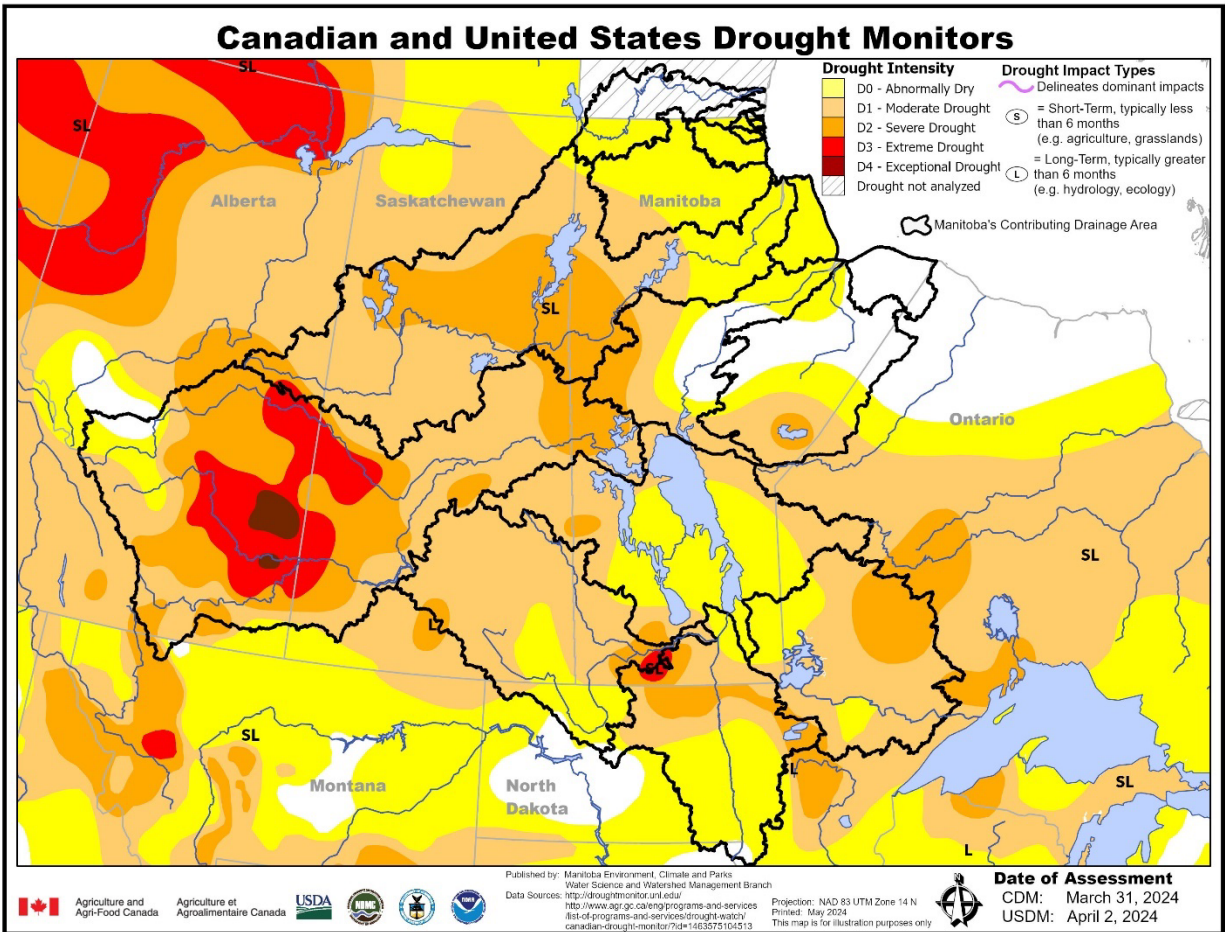 Canadian and United States Drought Monitors
Drought Intensity
D0 - Abnormally Dry
D1 - Moderate Drought
D2 - Severe Drought
D3 - Extreme Drought
D4 - Exceptional Drought
Drought not analyzed
Drought Impact Types
Delineates dominant impacts
S = Short-Term, typically less
than 6 months
(e.g. agriculture, grasslands)
L = Long-Term, typically greater
than 6 months
(e.g. hydrology, ecology)
Manitoba's Contributing Drainage Area
SL
SL
Alberta
Saskatchewan
Manitoba
SL
Ontario
SL
L
SL
SL
Montana
North
Dakota
L
SL
L
Agriculture and
Agri-Food Canada
Agriculture et
Agroalimentaire Canada
USDA
NDMC
NOAA
Published by: Manitoba Environment, Climate and Parks
Water Science and Watershed Management Branch
Data Sources: http://droughtmonitor.unl.edu/
http://www.agr.gc.ca/eng/programs-and-services
/list-of-programs-and-services/drought-watch/
canadian-drought-monitor/?id=1463575104513
Projection: NAD 83 UTM Zone 14 N
Printed: May 2024
This map is for illustration purposes only
Date of Assessment
CDM: March 31, 2024
USDM: April 2, 2024